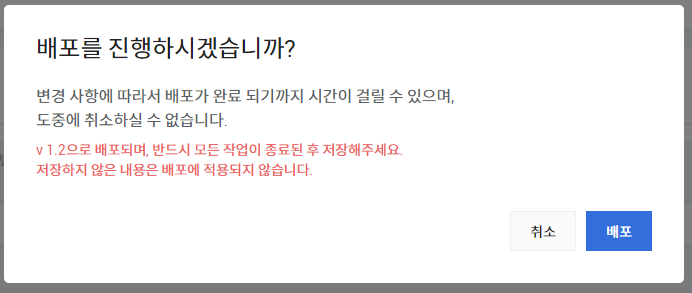 배포를 진행하시겠습니까?
변경 사항에 따라서 배포가 완료 되기까지 시간이 걸릴 수 있으며,
도중에 취소하실 수 없습니다.
v 1.2으로 배포되며, 반드시 모든 작업이 종료된 후 저장해주세요.
저장하지 않은 내용은 배포에 적용되지 않습니다.
취소
배포